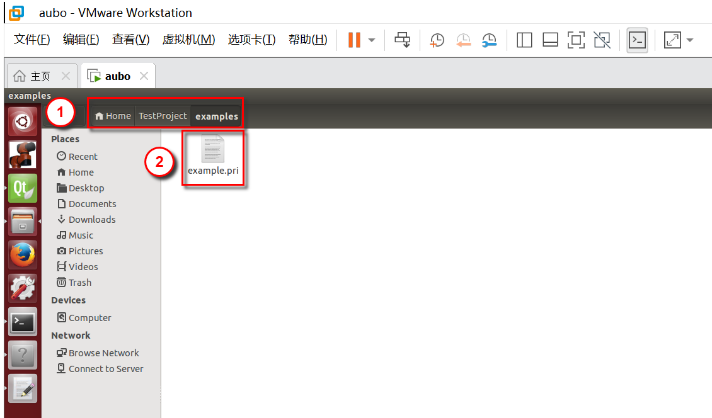 aubo - VMware Workstation
文件(F) 编辑(E) 查看(V) 虚拟机(M) 选项卡(T) 帮助(H)
主页 aubo
examples
1 Home TestProject examples
Places
2
Recent
example.pri
Home
Qt
Desktop
Documents
Downloads
Music
Pictures
Videos
Trash
Devices
Computer
Network
Browse Network
Connect to Server